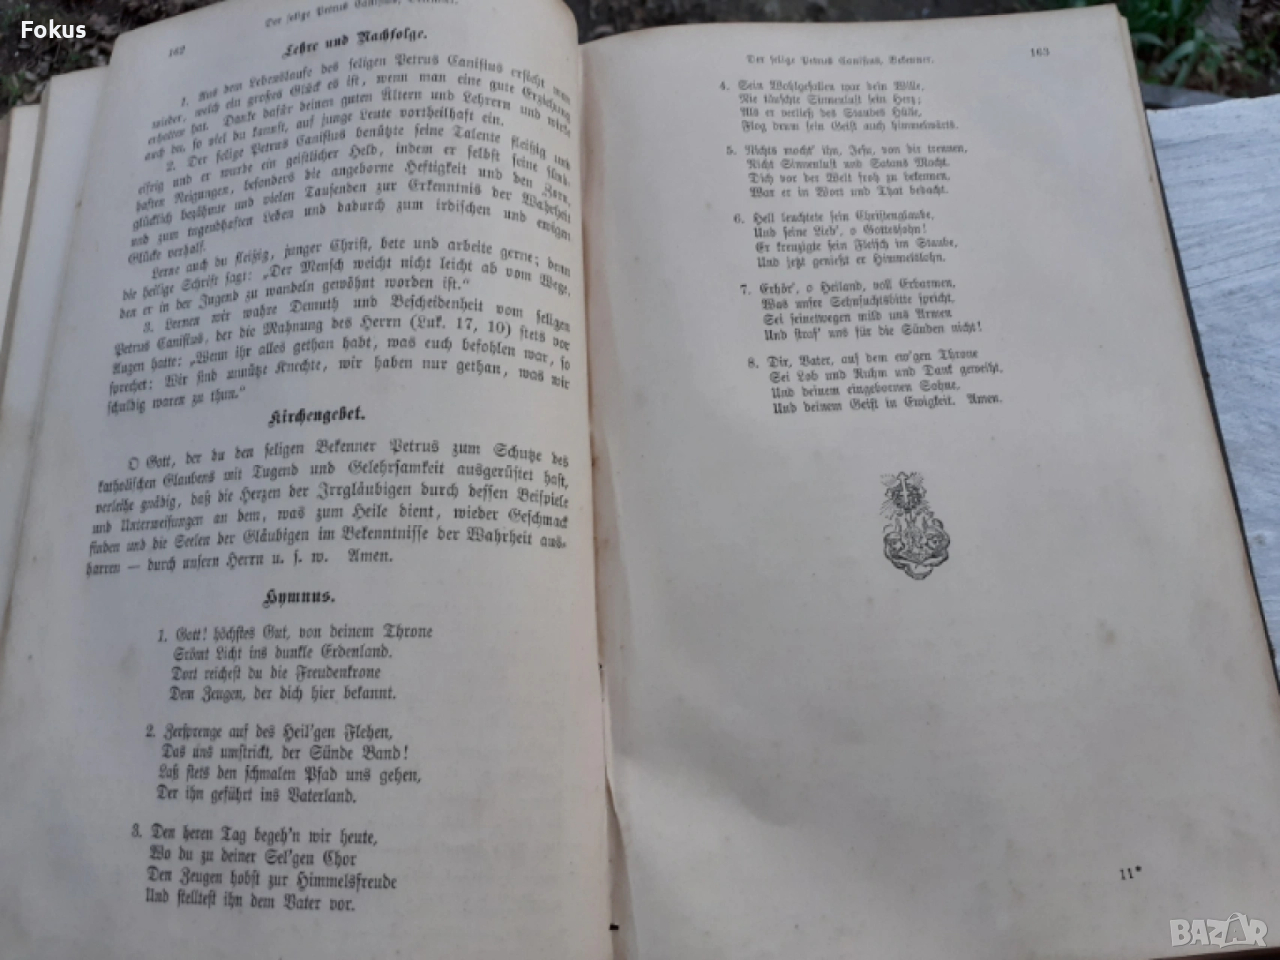 Fokus
162
Der selige Petrus Canisius, Bekenner.
Lehre und Nachfolge.
1. Aus dem Lebenslaufe des seligen Petrus Canisius ersieht man
wieder, welch ein großes Glück es ist, wenn man eine gute Erziehung
erhalten hat. Danke dafür deinen guten Ältern und Lehrern und wirke
auch du, so viel du kannst, auf junge Leute vortheilhaft ein.
2. Der selige Petrus Canisius benützte seine Talente fleißig und
eifrig und er wurde ein geistlicher Held, indem er selbst seine sünd-
haften Neigungen, besonders die angeborne Heftigkeit und den Zorn,
glücklich bezähmte und vielen Tausenden zur Erkenntnis der Wahrheit
und zum tugendhaften Leben und dadurch zum irdischen und ewigen
Glücke verhalf.
Lerne auch du fleißig, junger Christ, bete und arbeite gerne; denn
die heilige Schrift sagt: „Der Mensch weicht nicht leicht ab vom Wege,
den er in der Jugend zu wandeln gewöhnt worden ist.“
3. Lernen wir wahre Demuth und Bescheidenheit vom seligen
Petrus Canisius, der die Mahnung des Herrn (Luk. 17, 10) stets vor
Augen hatte: „Wenn ihr alles gethan habt, was euch befohlen war, so
sprechet: Wir sind unnütze Knechte, wir haben nur gethan, was wir
schuldig waren zu thun.“
Kirchengebet.
O Gott, der du den seligen Bekenner Petrus zum Schutze des
katholischen Glaubens mit Tugend und Gelehrsamkeit ausgerüstet hast,
verleihe gnädig, daß die Herzen der Irrgläubigen durch dessen Beispiele
und Unterweisungen an dem, was zum Heile dient, wieder Geschmack
finden und die Seelen der Gläubigen im Bekenntnisse der Wahrheit aus-
harren — durch unsern Herrn u. s. w. Amen.
Hymnus.
1. Gott! höchstes Gut, von deinem Throne
Strömt Licht ins dunkle Erdenland.
Dort reichest du die Freudenkrone
Dem Zeugen, der dich hier bekannt.
2. Zersprenge auf des Heil'gen Flehen,
Das uns umstrickt, der Sünde Band!
Laß stets den schmalen Pfad uns gehen,
Der ihn geführt ins Vaterland.
3. Den heren Tag begeh'n wir heute,
Wo du zu deiner Sel'gen Chor
Den Zeugen hobst zur Himmelsfreude
Und stelltest ihn dem Vater vor.
Der selige Petrus Canisius, Bekenner.
163
4. Sein Wohlgefallen war dein Wille,
Nie täuschte Sinnenlust sein Herz;
Als er verließ des Staubes Hülle,
Flog drum sein Geist auch himmelwärts.
5. Nichts mocht' ihn, Jesu, von dir trennen,
Nicht Sinnenlust und Satans Macht.
Dich vor der Welt froh zu bekennen,
War er in Wort und That bedacht.
6. Hell leuchtete sein Christenglaube,
Und seine Lieb', o Gottessohn!
Er kreuzigte sein Fleisch im Staube,
Und jetzt genießt er Himmelslohn.
7. Erhör', o Heiland, voll Erbarmen,
Was unsre Sehnsuchtsbitte spricht.
Sei seinetwegen mild uns Armen
Und straf' uns für die Sünden nicht!
8. Dir, Vater, auf dem ew'gen Throne
Sei Lob und Ruhm und Dank geweiht,
Und deinem eingebornen Sohne,
Und deinem Geist in Ewigkeit. Amen.
11*
BAZAR